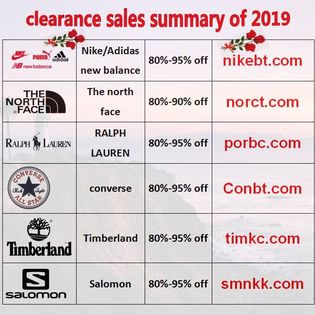 clearance sales summary of 2019
NIKE PUMA adidas
new balance
Nike/Adidas
new balance
80%-95% off
nikebt.com
THE
NORTH
FACE
The north
face
80%-90% off
norct.com
RALPH LAUREN
RALPH
LAUREN
80%-95% off
porbc.com
CONVERSE
ALL STAR
converse
80%-95% off
Conbt.com
Timberland
Timberland
80%-95% off
timkc.com
SALOMON
Salomon
80%-95% off
smnkk.com